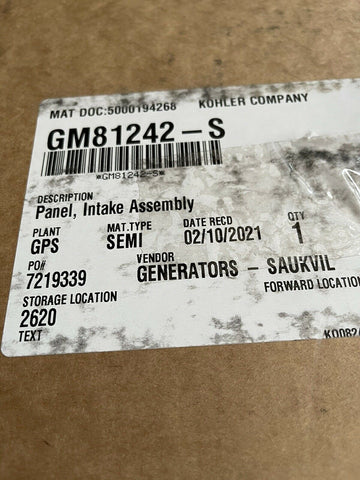 MAT DOC:5000194268 KOHLER COMPANY
GM81242-S
*GM81242-S*
DESCRIPTION
Panel, Intake Assembly
PLANT MAT.TYPE DATE RECD QTY
GPS SEMI 02/10/2021 1
PO# VENDOR
7219339 GENERATORS - SAUKVIL
STORAGE LOCATION FORWARD LOCATIO
2620
TEXT